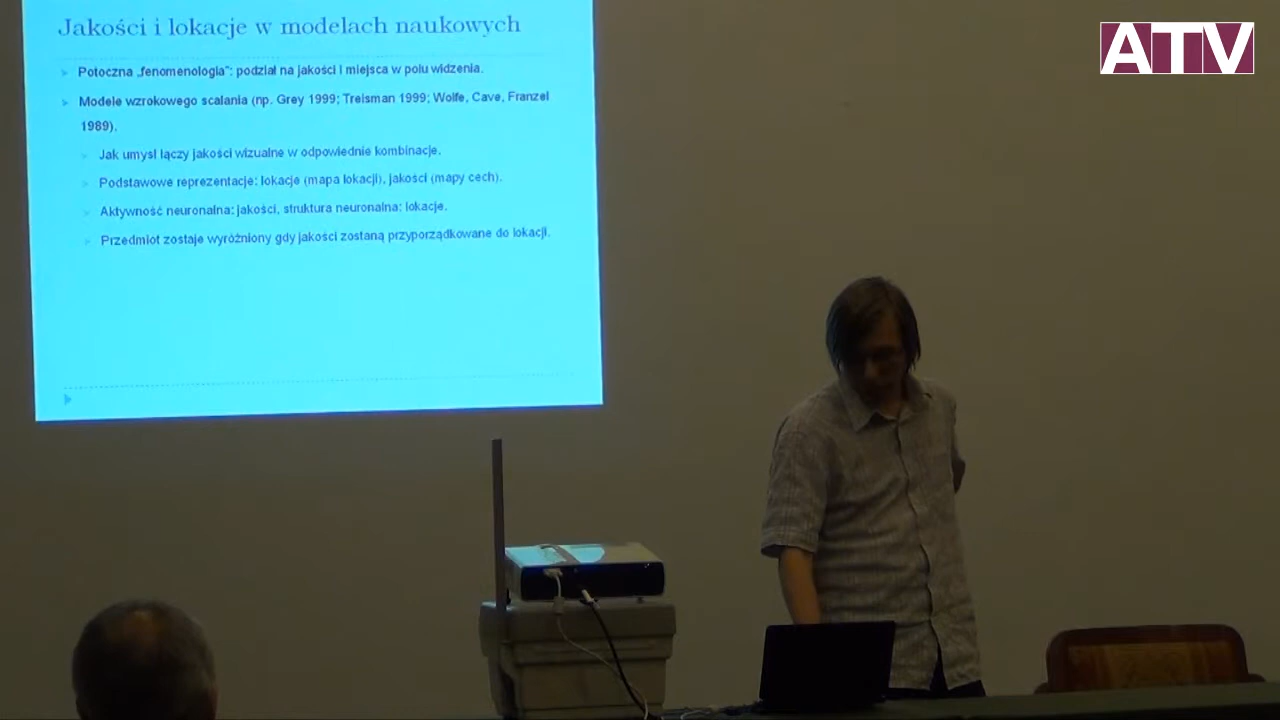 Jakości i lokacje w modelach naukowych
Potoczna „fenomenologia": podział na jakości i miejsca w polu widzenia.
Modele wzrokowego scalania (np. Grey 1999; Treisman 1999; Wolfe, Cave, Franzel
1989).
Jak umysł łączy jakości wizualne w odpowiednie kombinacje.
Podstawowe reprezentacje: lokacje (mapa lokacji), jakości (mapy cech).
Aktywność neuronalna: jakości, struktura neuronalna: lokacje.
Przedmiot zostaje wyróżniony gdy jakości zostaną przyporządkowane do lokacji.
ATV